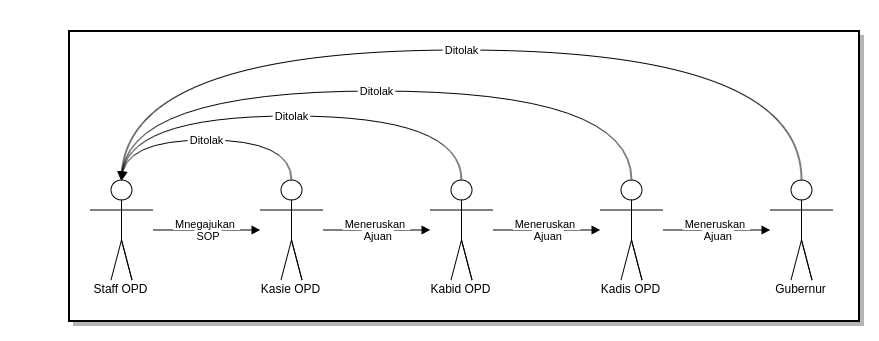 Ditolak
Ditolak
Ditolak
Ditolak
Mnegajukan
SOP
Meneruskan
Ajuan
Meneruskan
Ajuan
Meneruskan
Ajuan
Staff OPD
Kasie OPD
Kabid OPD
Kadis OPD
Gubernur